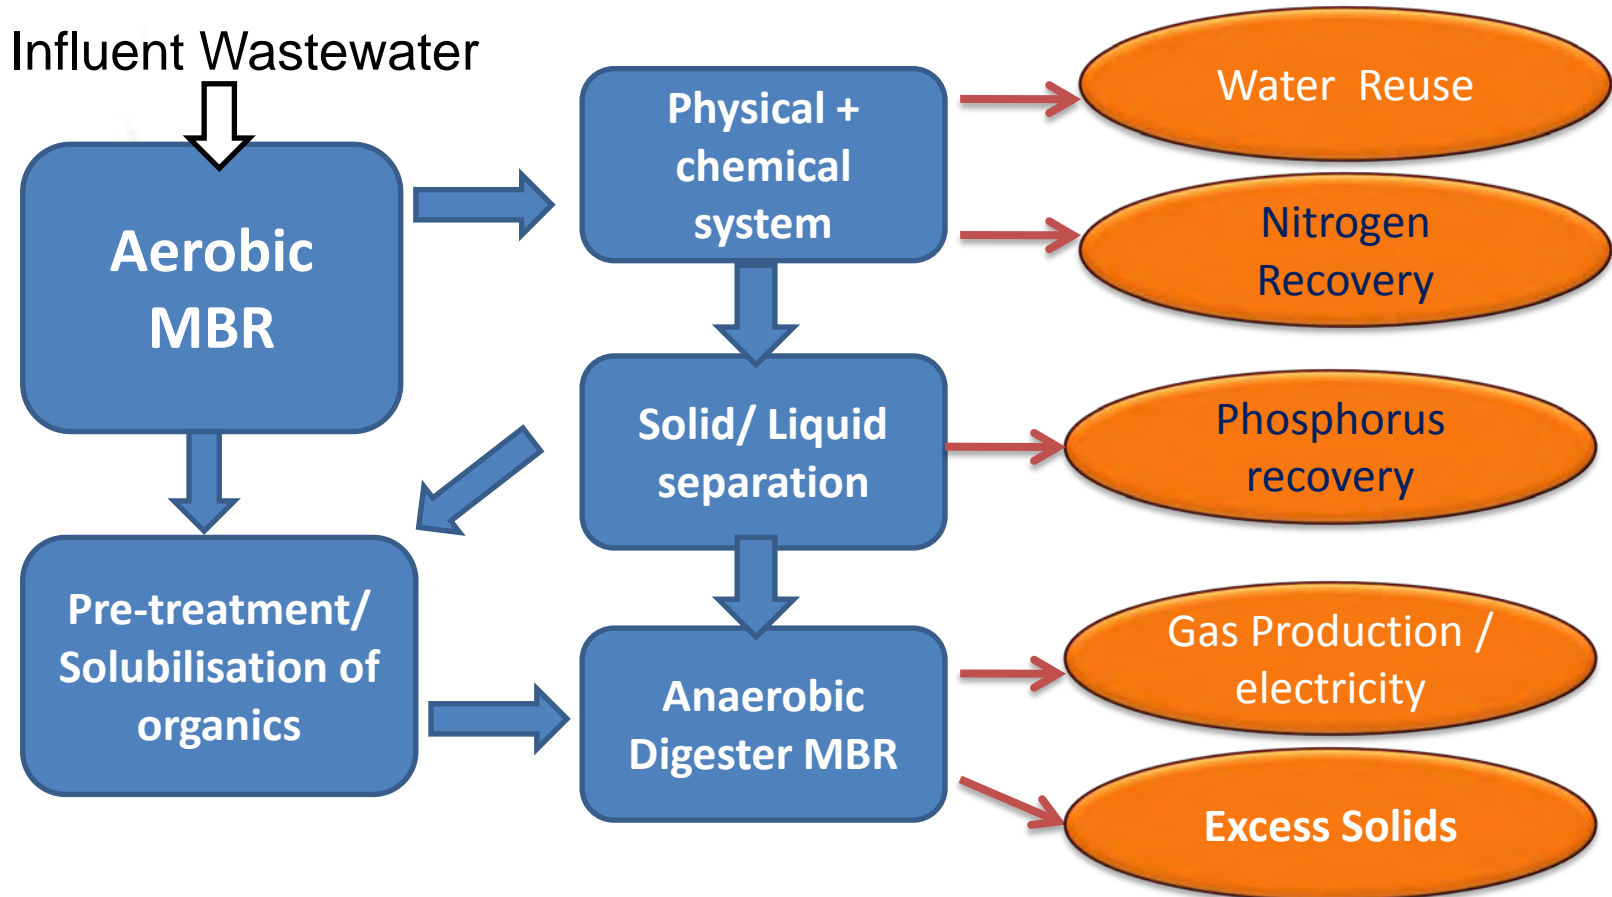 Influent Wastewater
Aerobic
MBR
Physical +
chemical
system
Water Reuse
Nitrogen
Recovery
Solid/ Liquid
separation
Phosphorus
recovery
Pre-treatment/
Solubilisation of
organics
Anaerobic
Digester MBR
Gas Production /
electricity
Excess Solids